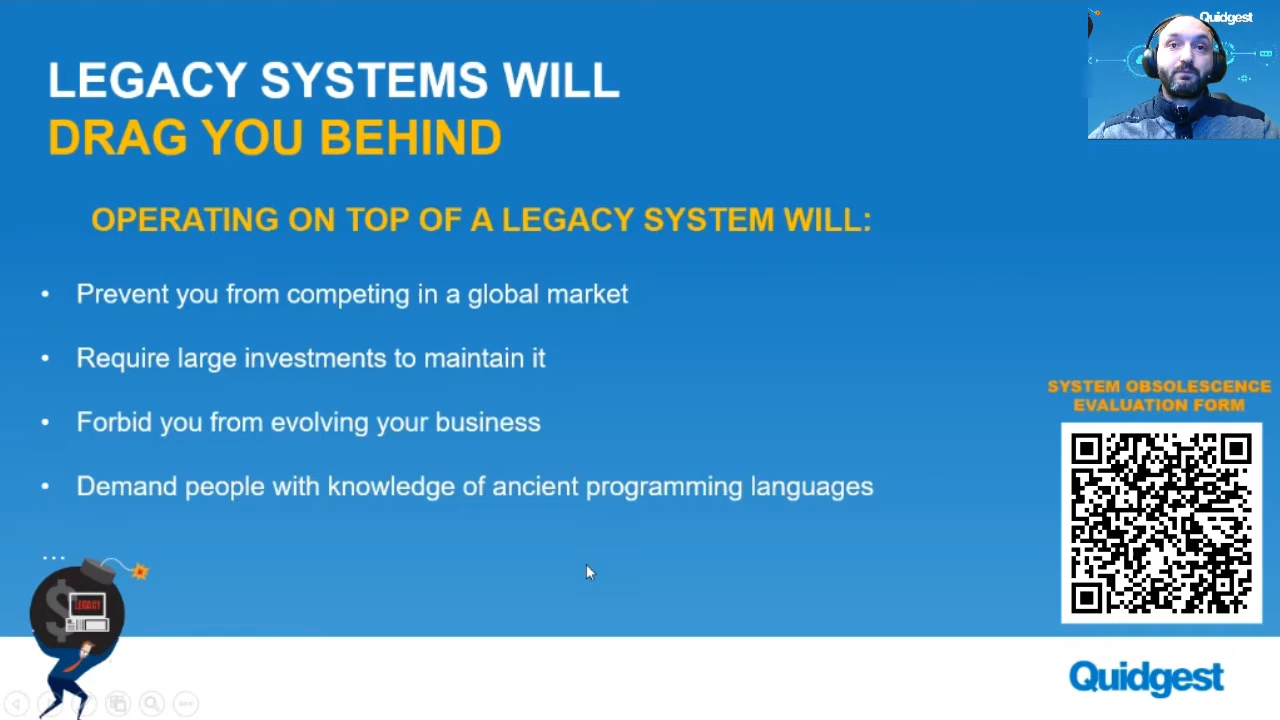 Quidgest
LEGACY SYSTEMS WILL
DRAG YOU BEHIND
OPERATING ON TOP OF A LEGACY SYSTEM WILL:
• Prevent you from competing in a global market
• Require large investments to maintain it
• Forbid you from evolving your business
• Demand people with knowledge of ancient programming languages
...
SYSTEM OBSOLESCENCE
EVALUATION FORM
$
LEGACY
Quidgest